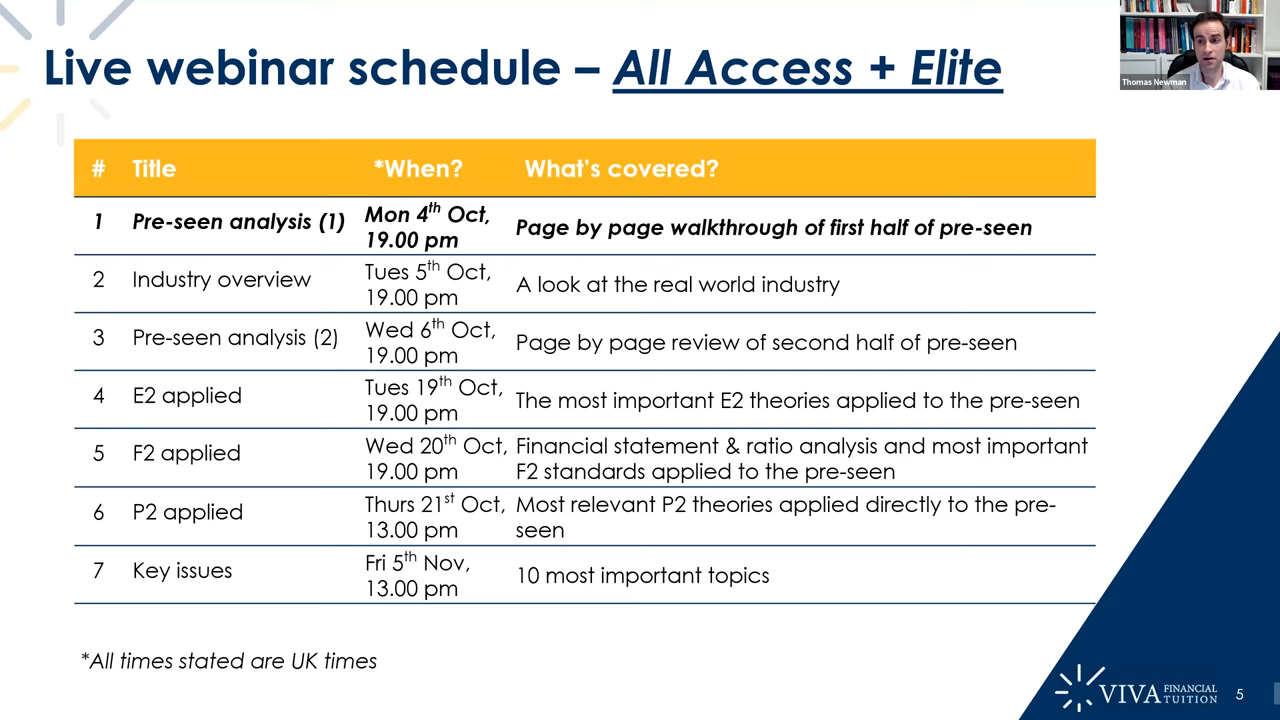 Live webinar schedule – All Access + Elite
Thomas Newman
# Title *When? What's covered?
1 Pre-seen analysis (1) Mon 4th Oct, 19.00 pm Page by page walkthrough of first half of pre-seen
2 Industry overview Tues 5th Oct, 19.00 pm A look at the real world industry
3 Pre-seen analysis (2) Wed 6th Oct, 19.00 pm Page by page review of second half of pre-seen
4 E2 applied Tues 19th Oct, 19.00 pm The most important E2 theories applied to the pre-seen
5 F2 applied Wed 20th Oct, 19.00 pm Financial statement & ratio analysis and most important F2 standards applied to the pre-seen
6 P2 applied Thurs 21st Oct, 13.00 pm Most relevant P2 theories applied directly to the pre-seen
7 Key issues Fri 5th Nov, 13.00 pm 10 most important topics
*All times stated are UK times
VIVA FINANCIAL TUITION
5